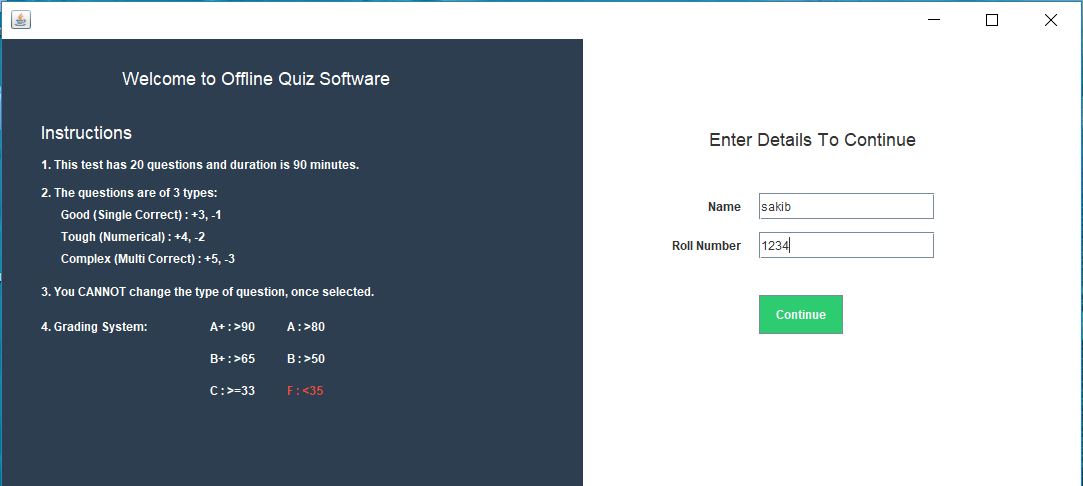 Welcome to Offline Quiz Software
Instructions
1. This test has 20 questions and duration is 90 minutes.
2. The questions are of 3 types:
Good (Single Correct) : +3, -1
Tough (Numerical) : +4, -2
Complex (Multi Correct) : +5, -3
3. You CANNOT change the type of question, once selected.
4. Grading System: A+ : >90 A : >80
B+ : >65 B : >50
C : >=33 F : <35
Enter Details To Continue
Name sakib
Roll Number 1234
Continue